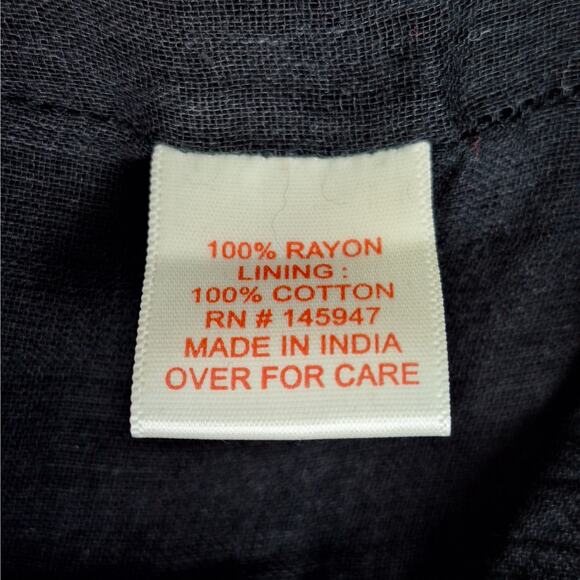 100% RAYON
LINING :
100% COTTON
RN # 145947
MADE IN INDIA
OVER FOR CARE